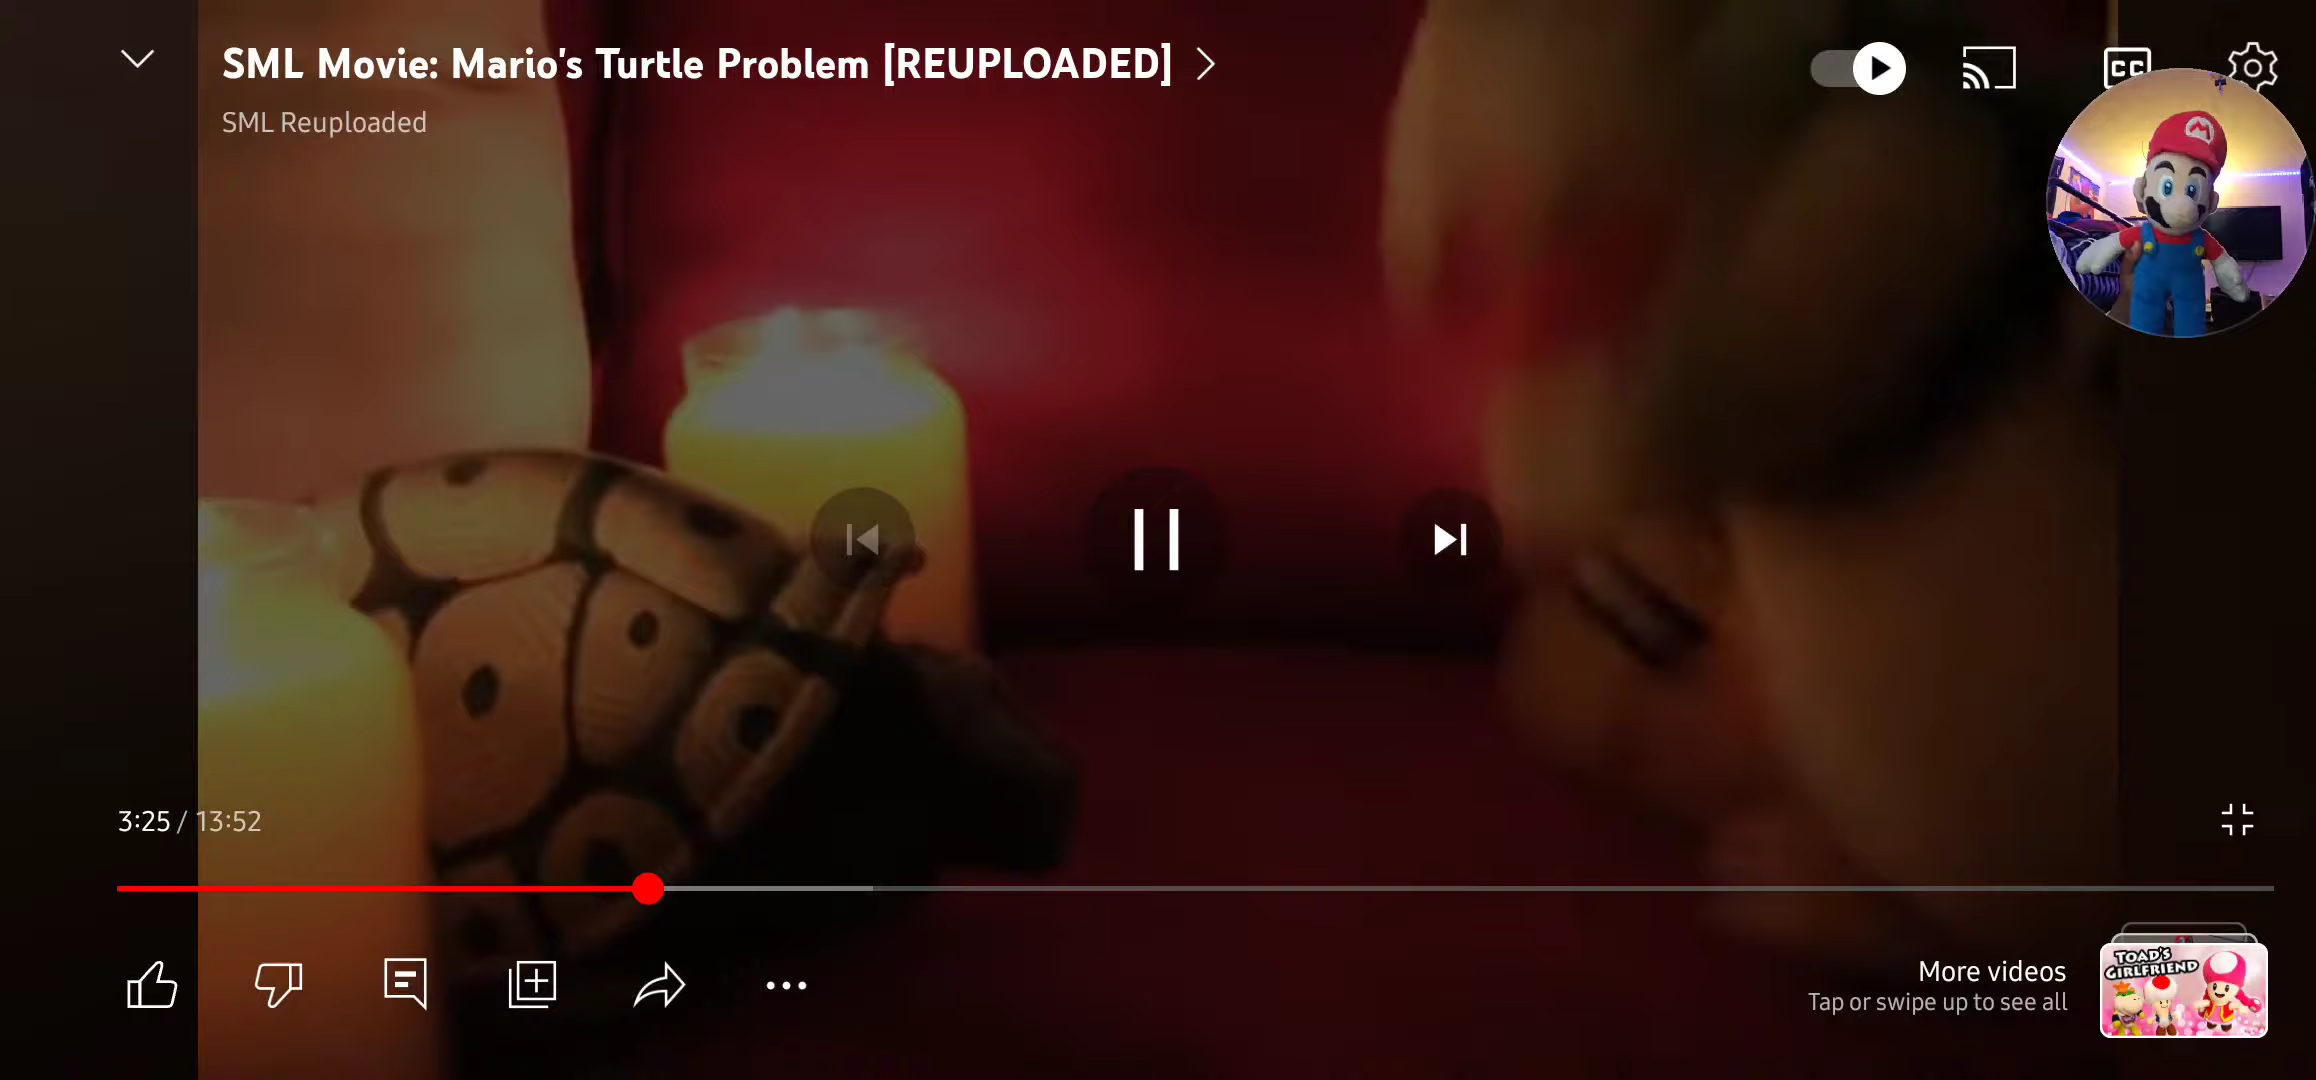 SML Movie: Mario's Turtle Problem [REUPLOADED]
SML Reuploaded
CC
M
3:25 / 13:52
More videos
Tap or swipe up to see all
TOAD'S
GIRLFRIEND